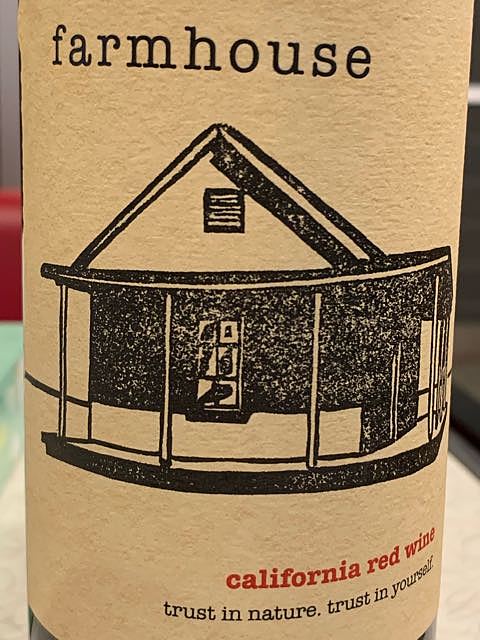 farmhouse
california red wine
trust in nature. trust in yourself.